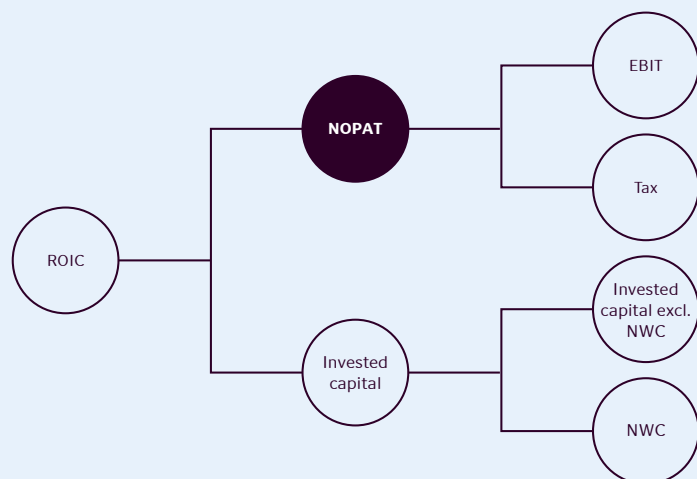 EBIT
NOPAT
Tax
ROIC
Invested
capital excl.
NWC
Invested
capital
NWC